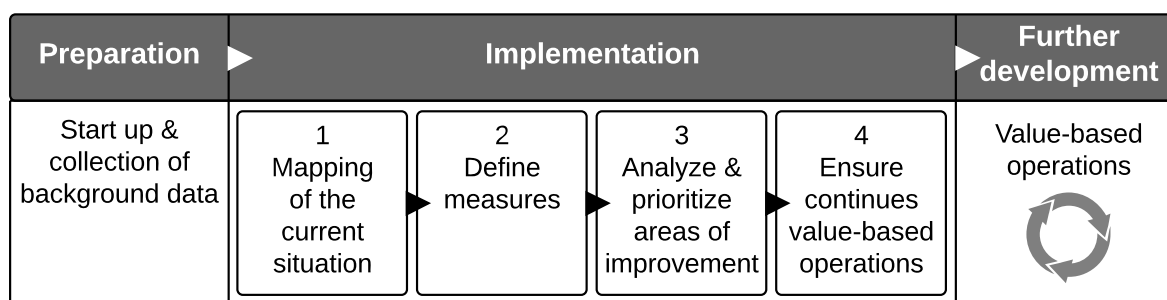 Preparation
Implementation
Further
development
Start up &
collection of
background data
1
Mapping
of the
current
situation
2
Define
measures
3
Analyze &
prioritize
areas of
improvement
4
Ensure
continues
value-based
operations
Value-based
operations